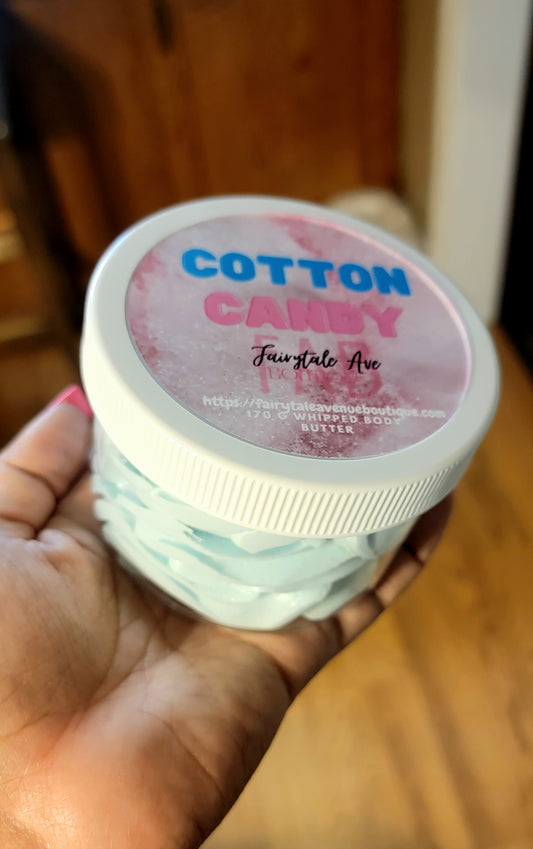 COTTON
CANDY
Fairytale Ave
https://fairytaleavenueboutique.com
170 G WHIPPED BODY
BUTTER